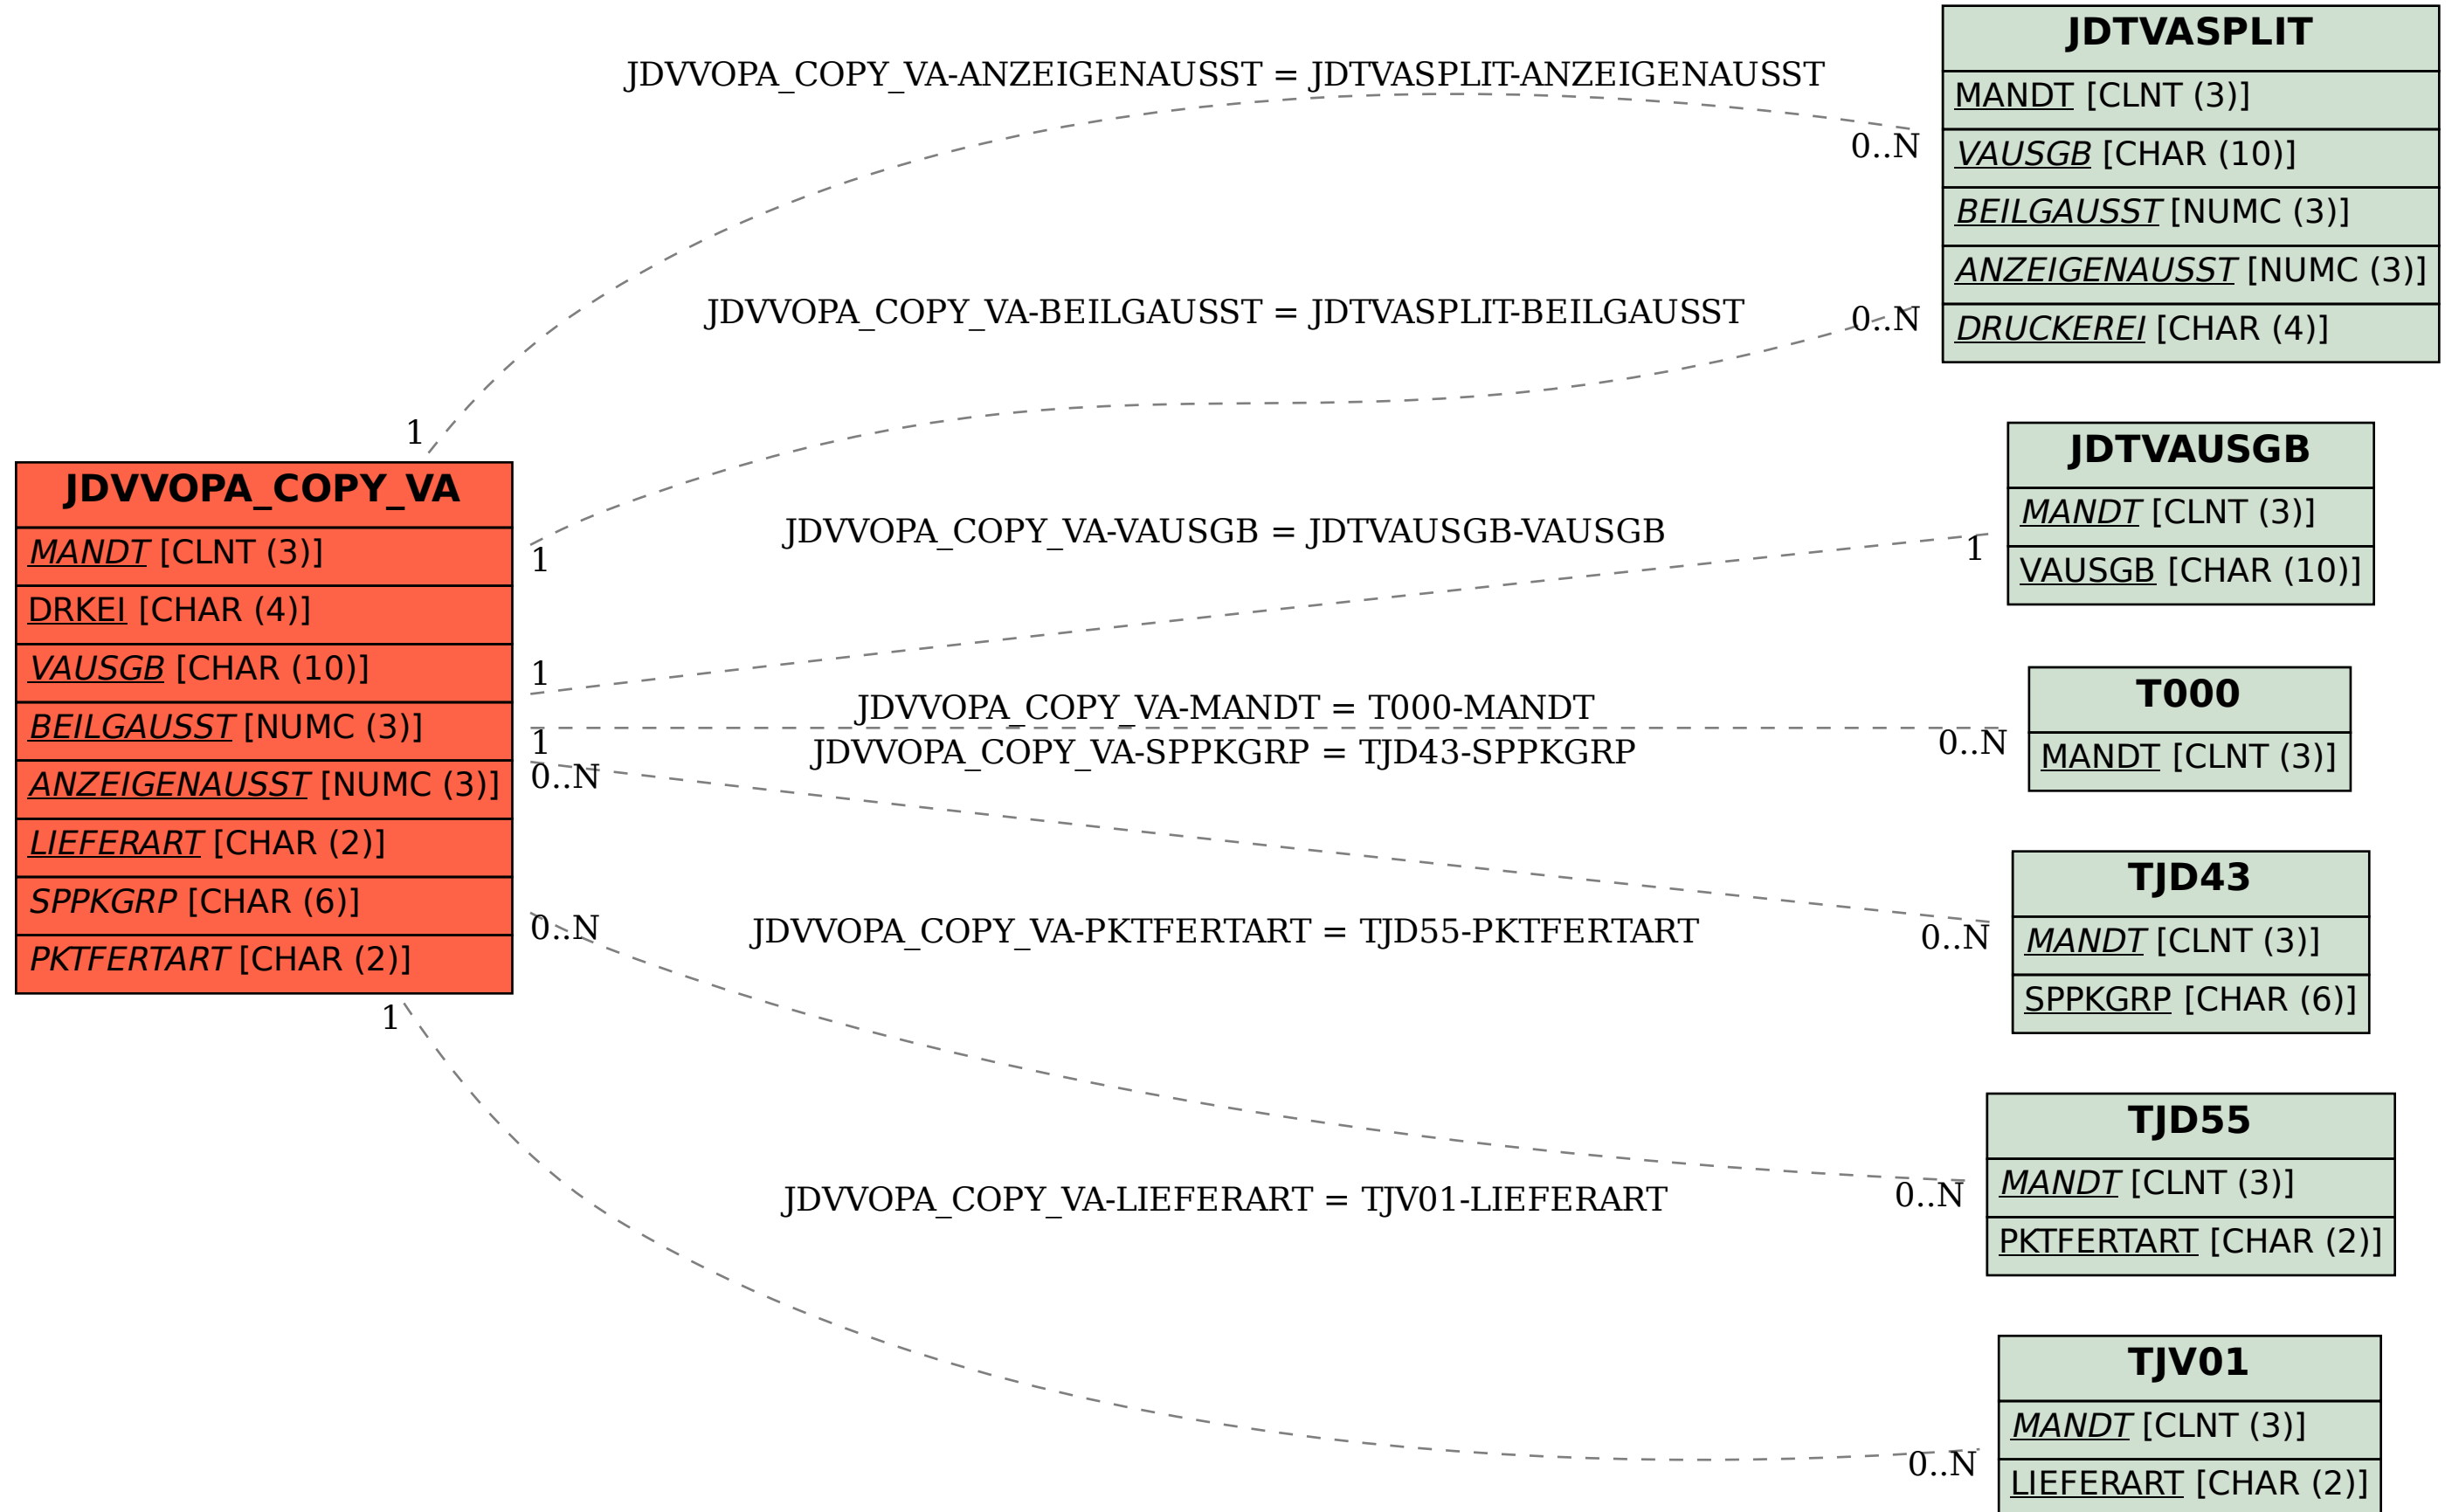 JDVVOPA_COPY_VA
MANDT [CLNT (3)]
DRKEI [CHAR (4)]
VAUSGB [CHAR (10)]
BEILGAUSST [NUMC (3)]
ANZEIGENAUSST [NUMC (3)]
LIEFERART [CHAR (2)]
SPPKGRP [CHAR (6)]
PKTFERTART [CHAR (2)]
JDVVOPA_COPY_VA-ANZEIGENAUSST = JDTVASPLIT-ANZEIGENAUSST
1
0..N
JDVVOPA_COPY_VA-BEILGAUSST = JDTVASPLIT-BEILGAUSST
1
0..N
JDVVOPA_COPY_VA-VAUSGB = JDTVAUSGB-VAUSGB
1
1
JDVVOPA_COPY_VA-MANDT = T000-MANDT
1
0..N
JDVVOPA_COPY_VA-SPPKGRP = TJD43-SPPKGRP
0..N
0..N
JDVVOPA_COPY_VA-PKTFERTART = TJD55-PKTFERTART
0..N
0..N
JDVVOPA_COPY_VA-LIEFERART = TJV01-LIEFERART
1
0..N
JDTVASPLIT
MANDT [CLNT (3)]
VAUSGB [CHAR (10)]
BEILGAUSST [NUMC (3)]
ANZEIGENAUSST [NUMC (3)]
DRUCKEREI [CHAR (4)]
JDTVAUSGB
MANDT [CLNT (3)]
VAUSGB [CHAR (10)]
T000
MANDT [CLNT (3)]
TJD43
MANDT [CLNT (3)]
SPPKGRP [CHAR (6)]
TJD55
MANDT [CLNT (3)]
PKTFERTART [CHAR (2)]
TJV01
MANDT [CLNT (3)]
LIEFERART [CHAR (2)]